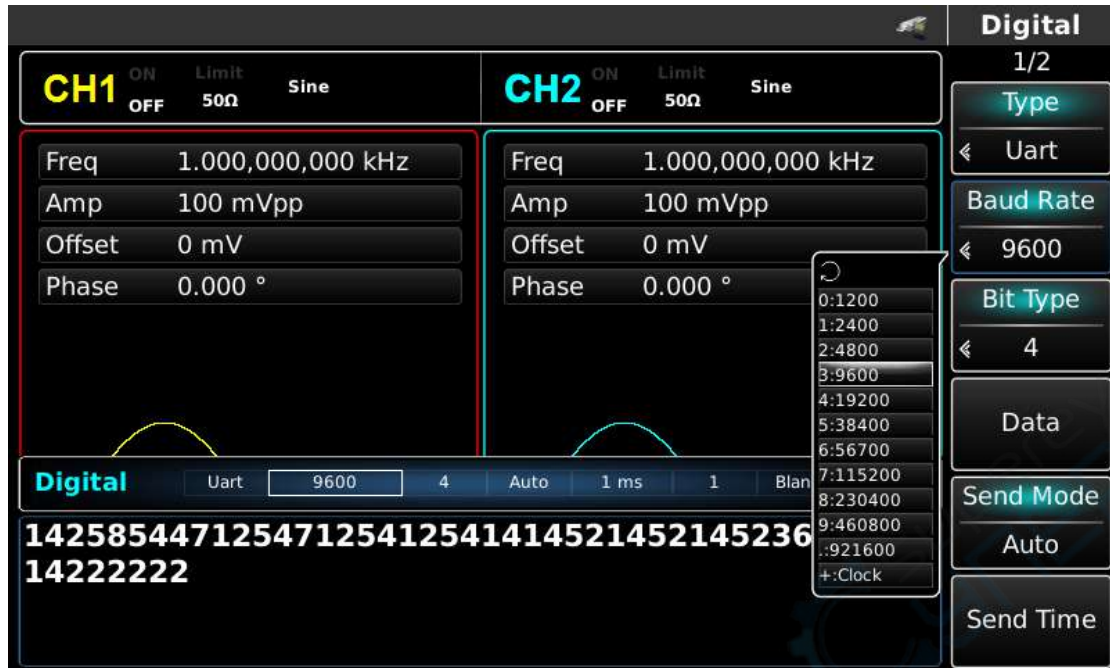 Digital
1/2
CH1 ON OFF Limit 50Ω Sine
CH2 ON OFF Limit 50Ω Sine
Type
Uart
Freq 1.000,000,000 kHz
Amp 100 mVpp
Offset 0 mV
Phase 0.000 °
Freq 1.000,000,000 kHz
Amp 100 mVpp
Offset 0 mV
Phase 0.000 °
Baud Rate
9600
0:1200
1:2400
2:4800
3:9600
4:19200
5:38400
6:56700
7:115200
8:230400
9:460800
.:921600
+:Clock
Bit Type
4
Data
Send Mode
Auto
Send Time
Digital Uart 9600 4 Auto 1 ms 1
14258544712547125412541414521452145236
14222222